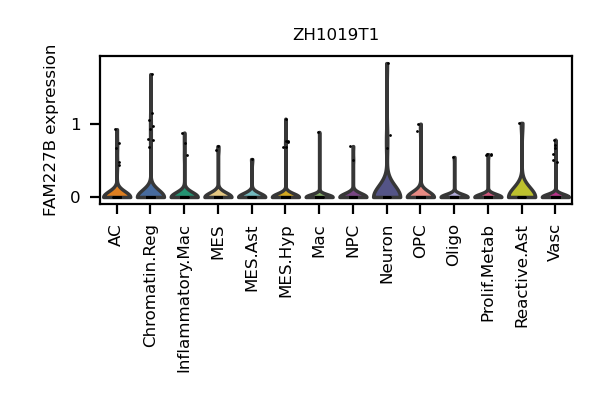 ZH1019T1
FAM227B expression
1
0
AC
Chromatin.Reg
Inflammatory.Mac
MES
MES.Ast
MES.Hyp
Mac
NPC
Neuron
OPC
Oligo
Prolif.Metab
Reactive.Ast
Vasc